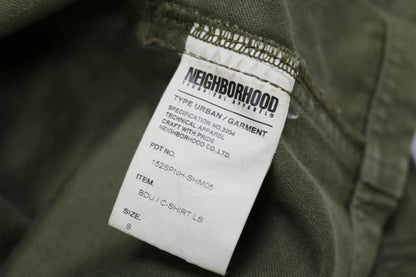 NEIGHBORHOOD
TECHNICAL APPAREL
TYPE URBAN / GARMENT
SPECIFICATION NO.3204
TECHNICAL APPAREL
CRAFT WITH PRIDE
NEIGHBORHOOD CO.,LTD.
PDT NO.
152SPNH-SHM05
ITEM.
BDU / C-SHIRT LS
SIZE.
S